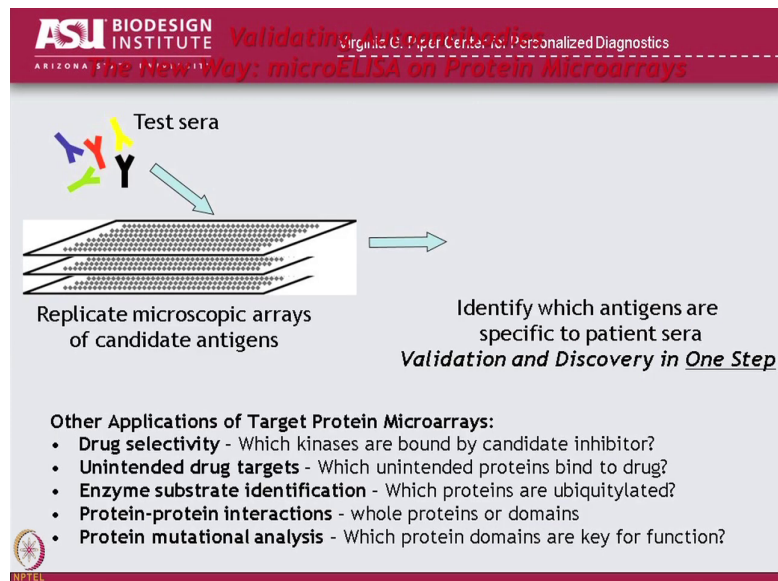 ASU BIODESIGN
INSTITUTE
ARIZONA STATE UNIVERSITY
Virginia G. Piper Center for Personalized Diagnostics
Validating Autoantibodies
The New Way: microELISA on Protein Microarrays
Test sera
Replicate microscopic arrays
of candidate antigens
Identify which antigens are
specific to patient sera
Validation and Discovery in One Step
Other Applications of Target Protein Microarrays:
• Drug selectivity – Which kinases are bound by candidate inhibitor?
• Unintended drug targets – Which unintended proteins bind to drug?
• Enzyme substrate identification – Which proteins are ubiquitylated?
• Protein-protein interactions – whole proteins or domains
• Protein mutational analysis – Which protein domains are key for function?
NPTEL